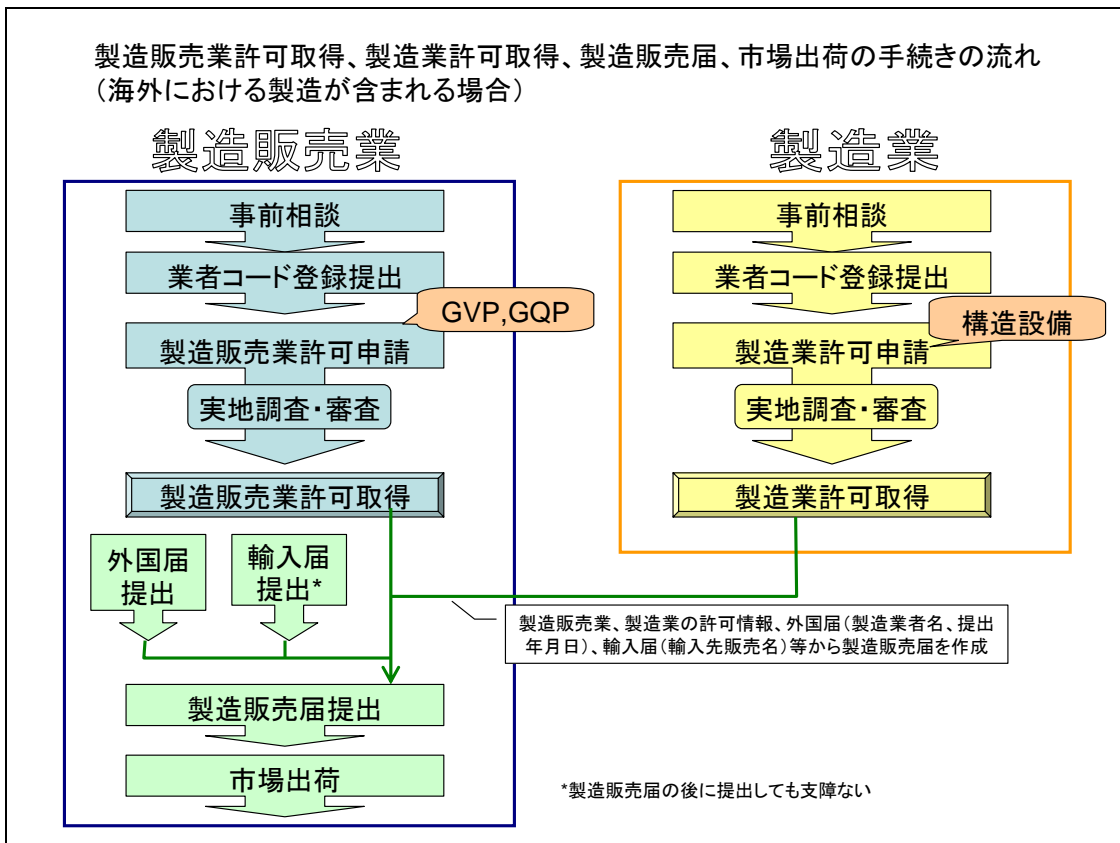 製造販売業許可取得、製造業許可取得、製造販売届、市場出荷の手続きの流れ
（海外における製造が含まれる場合）
製造販売業
事前相談
業者コード登録提出
GVP,GQP
製造販売業許可申請
実地調査・審査
製造販売業許可取得
外国届
提出
輸入届
提出*
製造販売届提出
市場出荷
製造業
事前相談
業者コード登録提出
構造設備
製造業許可申請
実地調査・審査
製造業許可取得
製造販売業、製造業の許可情報、外国届（製造業者名、提出
年月日）、輸入届（輸入先販売名）等から製造販売届を作成
*製造販売届の後に提出しても支障ない